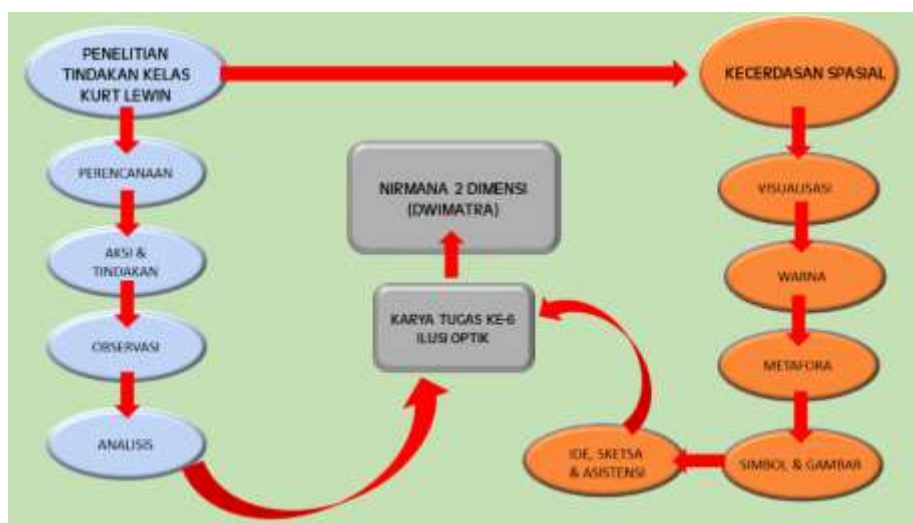 PENELITIAN
TINDAKAN KELAS
KURT LEWIN
PERENCANAAN
AKSI &
TINDAKAN
OBSERVASI
ANALISIS
NIRMANA 2 DIMENSI
(DWIMATRA)
KARYA TUGAS KE-6
ILUSI OPTIK
KECERDASAN SPASIAL
VISUALISASI
WARNA
METAFORA
SIMBOL & GAMBAR
IDE, SKETSA
& ASISTENSI